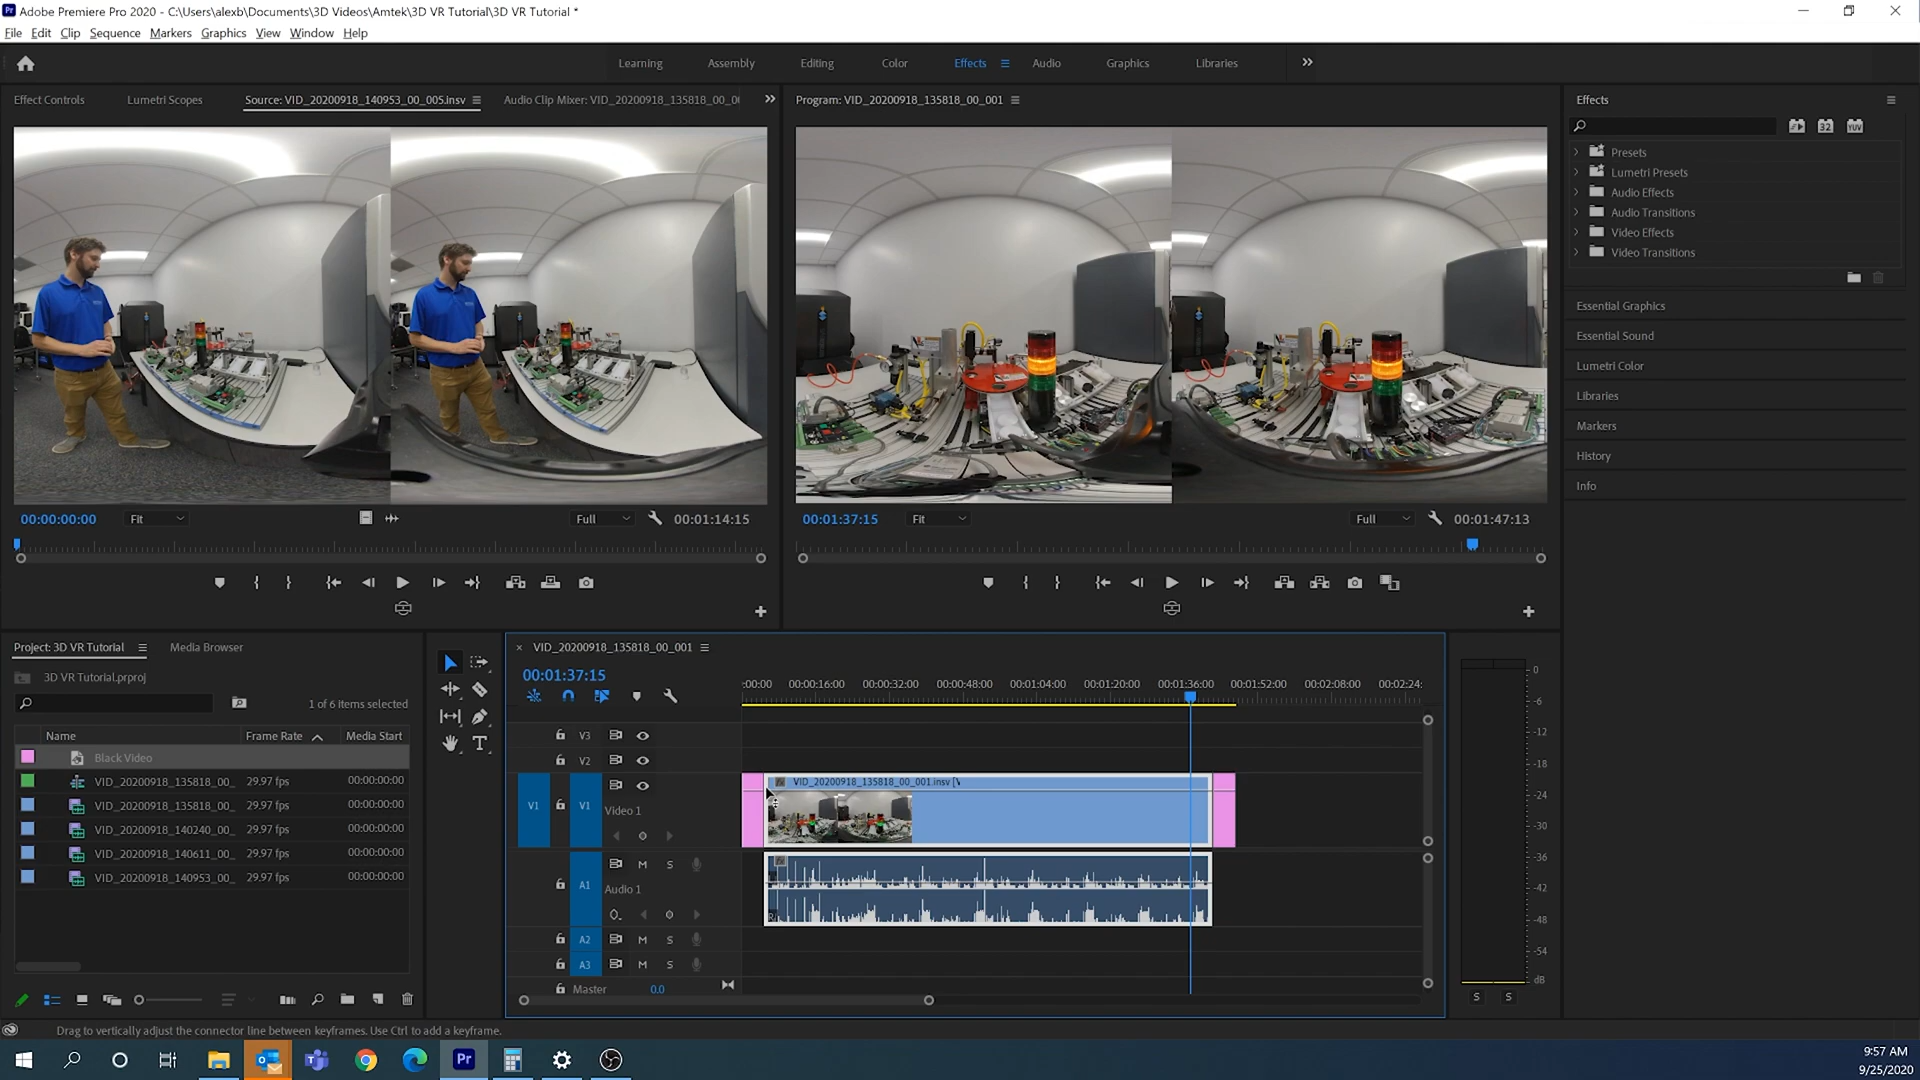 Adobe Premiere Pro 2020 - C:\Users\alexb\Documents\3D Videos\Amtek\3D VR Tutorial\3D VR Tutorial *
File Edit Clip Sequence Markers Graphics View Window Help
Learning Assembly Editing Color Effects Audio Graphics Libraries
Effect Controls Lumetri Scopes Source: VID_20200918_140953_00_005.insv Audio Clip Mixer: VID_20200918_135818_00_0
Program: VID_20200918_135818_00_001
Effects
Presets
Lumetri Presets
Audio Effects
Audio Transitions
Video Effects
Video Transitions
Essential Graphics
Essential Sound
Lumetri Color
Libraries
Markers
History
Info
00:00:00:00 Fit Full 00:01:14:15
00:01:37:15 Fit Full 00:01:47:13
Project: 3D VR Tutorial Media Browser
3D VR Tutorial.prproj
1 of 6 items selected
Name Frame Rate Media Start
Black Video
VID_20200918_135818_00_ 29.97 fps 00:00:00:00
VID_20200918_135818_00_ 29.97 fps 00:00:00:00
VID_20200918_140240_00_ 29.97 fps 00:00:00:00
VID_20200918_140611_00_ 29.97 fps 00:00:00:00
VID_20200918_140953_00_ 29.97 fps 00:00:00:00
× VID_20200918_135818_00_001
00:01:37:15
:00:00 00:00:16:00 00:00:32:00 00:00:48:00 00:01:04:00 00:01:20:00 00:01:36:00 00:01:52:00 00:02:08:00 00:02:24:
V3
V2
V1 V1 Video 1
VID_20200918_135818_00_001.insv [V
A1 M S
Audio 1
A2 M S
A3 M S
Master 0.0
0
-6
-12
-18
-24
-30
-36
-42
-48
-54
dB
S S
Drag to vertically adjust the connector line between keyframes. Use Ctrl to add a keyframe.
9:57 AM
9/25/2020